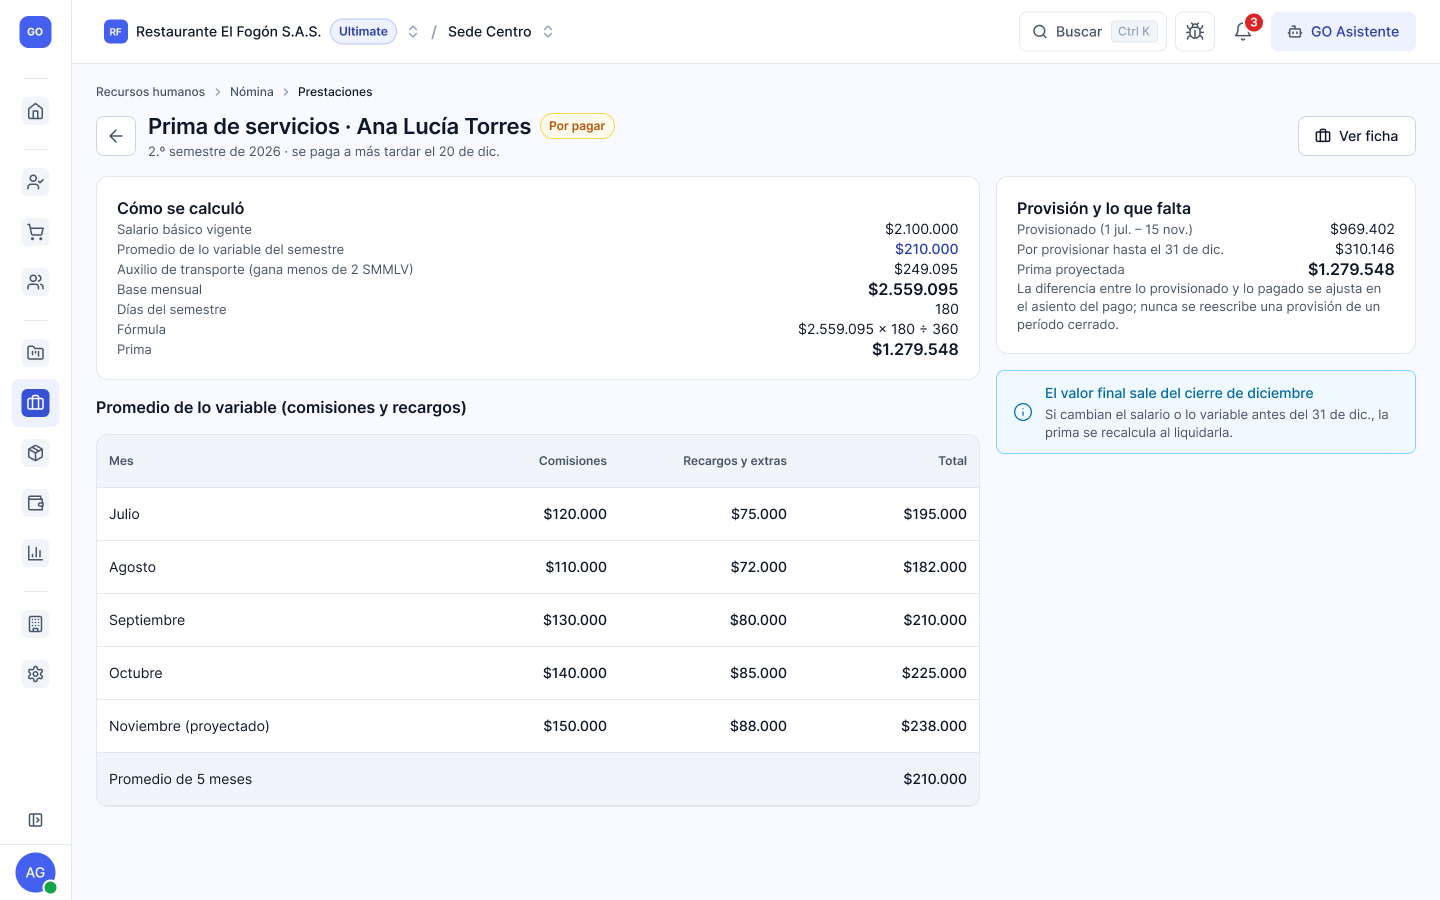 GO
RF Restaurante El Fogón S.A.S. Ultimate / Sede Centro
Buscar Ctrl K
3
GO Asistente
Recursos humanos > Nómina > Prestaciones
Prima de servicios · Ana Lucía Torres Por pagar
2.º semestre de 2026 · se paga a más tardar el 20 de dic.
Ver ficha
Cómo se calculó
Salario básico vigente $2.100.000
Promedio de lo variable del semestre $210.000
Auxilio de transporte (gana menos de 2 SMMLV) $249.095
Base mensual $2.559.095
Días del semestre 180
Fórmula $2.559.095 × 180 ÷ 360
Prima $1.279.548
Provisión y lo que falta
Provisionado (1 jul. – 15 nov.) $969.402
Por provisionar hasta el 31 de dic. $310.146
Prima proyectada $1.279.548
La diferencia entre lo provisionado y lo pagado se ajusta en
el asiento del pago; nunca se reescribe una provisión de un
período cerrado.
El valor final sale del cierre de diciembre
Si cambian el salario o lo variable antes del 31 de dic., la
prima se recalcula al liquidarla.
Promedio de lo variable (comisiones y recargos)
Mes Comisiones Recargos y extras Total
Julio $120.000 $75.000 $195.000
Agosto $110.000 $72.000 $182.000
Septiembre $130.000 $80.000 $210.000
Octubre $140.000 $85.000 $225.000
Noviembre (proyectado) $150.000 $88.000 $238.000
Promedio de 5 meses $210.000
AG